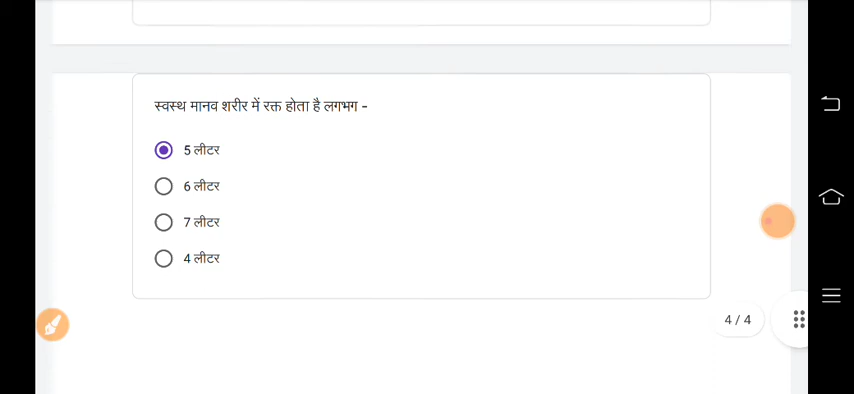 स्वस्थ मानव शरीर में रक्त होता है लगभग -
5 लीटर
6 लीटर
7 लीटर
4 लीटर
4 / 4